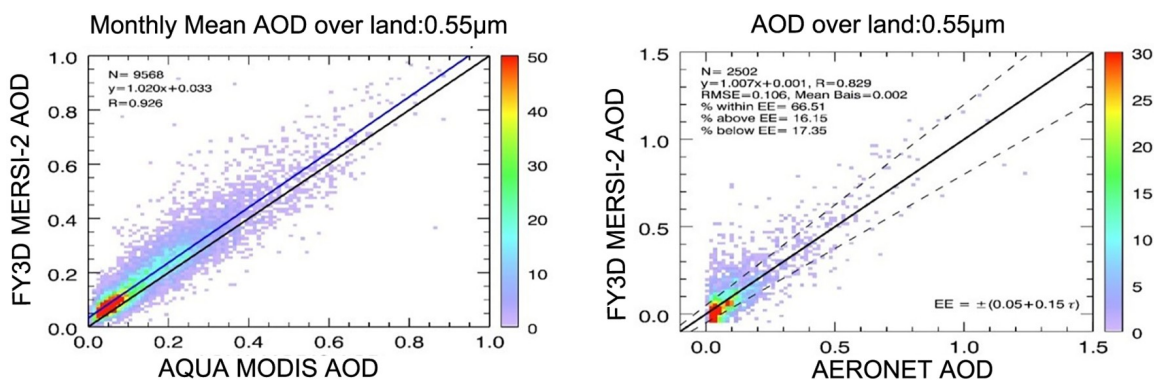 Monthly Mean AOD over land:0.55μm
1.0
0.8
0.6
0.4
0.2
0.0
FY3D MERSI-2 AOD
N= 9568
y=1.020x+0.033
R=0.926
0.0
0.2
0.4
0.6
0.8
1.0
AQUA MODIS AOD
50
40
30
20
10
0
AOD over land:0.55μm
1.5
1.0
0.5
0.0
FY3D MERSI-2 AOD
N= 2502
y=1.007x+0.001, R=0.829
RMSE=0.106, Mean Bais=0.002
% within EE= 66.51
% above EE= 16.15
% below EE= 17.35
EE = ±(0.05+0.15 τ)
0.0
0.5
1.0
1.5
AERONET AOD
30
25
20
15
10
5
0